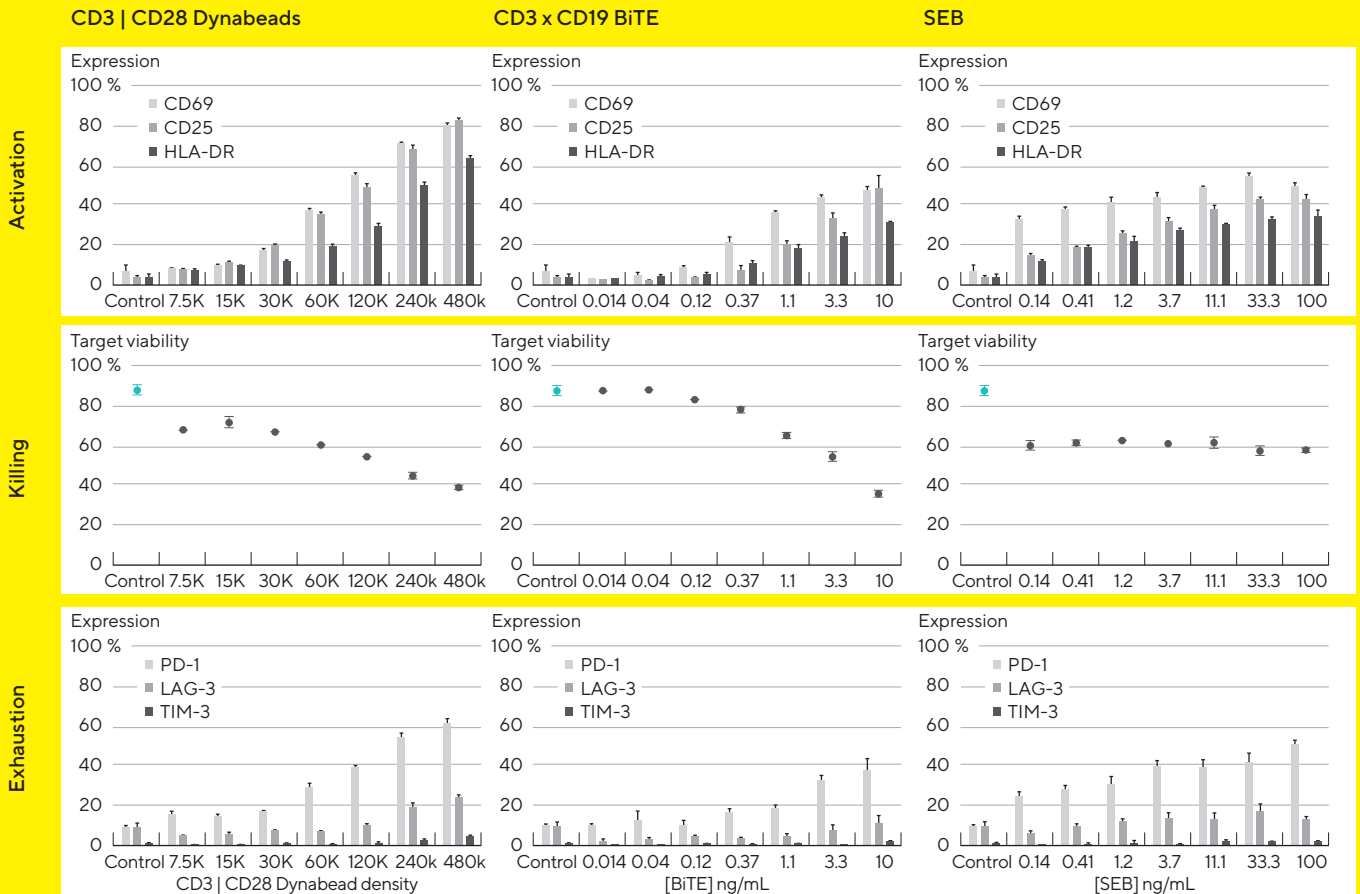 CD3 | CD28 Dynabeads
CD3 x CD19 BiTE
SEB
Activation
Expression
100 %
80
60
40
20
0
CD69
CD25
HLA-DR
Control 7.5K 15K 30K 60K 120K 240k 480k
Expression
100 %
80
60
40
20
0
CD69
CD25
HLA-DR
Control 0.014 0.04 0.12 0.37 1.1 3.3 10
Expression
100 %
80
60
40
20
0
CD69
CD25
HLA-DR
Control 0.14 0.41 1.2 3.7 11.1 33.3 100
Killing
Target viability
100 %
80
60
40
20
0
Control 7.5K 15K 30K 60K 120K 240k 480k
Target viability
100 %
80
60
40
20
0
Control 0.014 0.04 0.12 0.37 1.1 3.3 10
Target viability
100 %
80
60
40
20
0
Control 0.14 0.41 1.2 3.7 11.1 33.3 100
Exhaustion
Expression
100 %
80
60
40
20
0
PD-1
LAG-3
TIM-3
Control 7.5K 15K 30K 60K 120K 240k 480k
CD3 | CD28 Dynabead density
Expression
100 %
80
60
40
20
0
PD-1
LAG-3
TIM-3
Control 0.014 0.04 0.12 0.37 1.1 3.3 10
[BiTE] ng/mL
Expression
100 %
80
60
40
20
0
PD-1
LAG-3
TIM-3
Control 0.14 0.41 1.2 3.7 11.1 33.3 100
[SEB] ng/mL